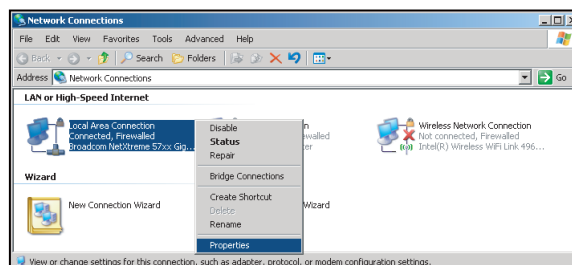 Network Connections
File Edit View Favorites Tools Advanced Help
Back Search Folders
Address Network Connections Go
LAN or High-Speed Internet
Local Area Connection
Connected, Firewalled
Broadcom NetXtreme 57xx Gig...
Disable
Status
Repair
Bridge Connections
Create Shortcut
Delete
Rename
Properties
Wireless Network Connection
Not connected, Firewalled
Intel(R) Wireless WiFi Link 496...
Wizard
New Connection Wizard
Wizard
View or change settings for this connection, such as adapter, protocol, or modem configuration settings.